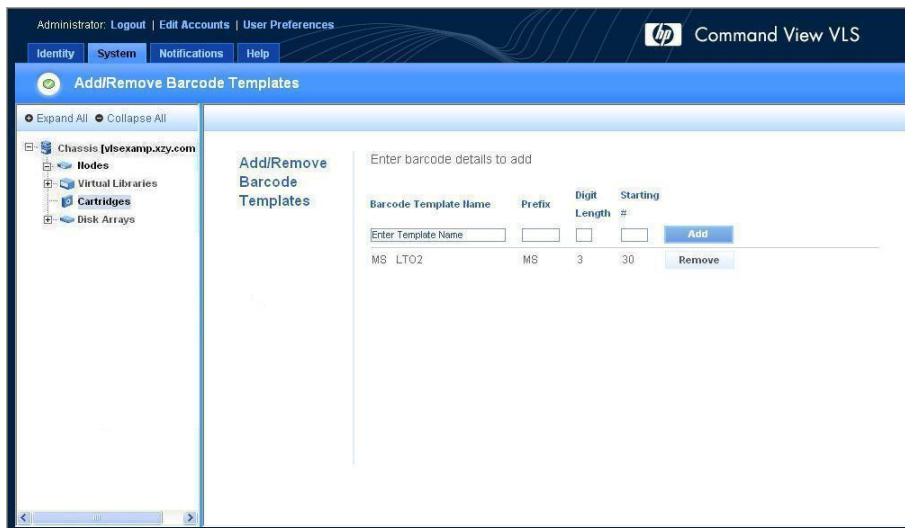 Administrator: Logout | Edit Accounts | User Preferences
hp Command View VLS
Identity System Notifications Help
Add/Remove Barcode Templates
Expand All Collapse All
Chassis [vlsexamp.xzy.com
Nodes
Virtual Libraries
Cartridges
Disk Arrays
Add/Remove
Barcode
Templates
Enter barcode details to add
Barcode Template Name Prefix Digit Length Starting #
Enter Template Name Add
MS LTO2 MS 3 30 Remove